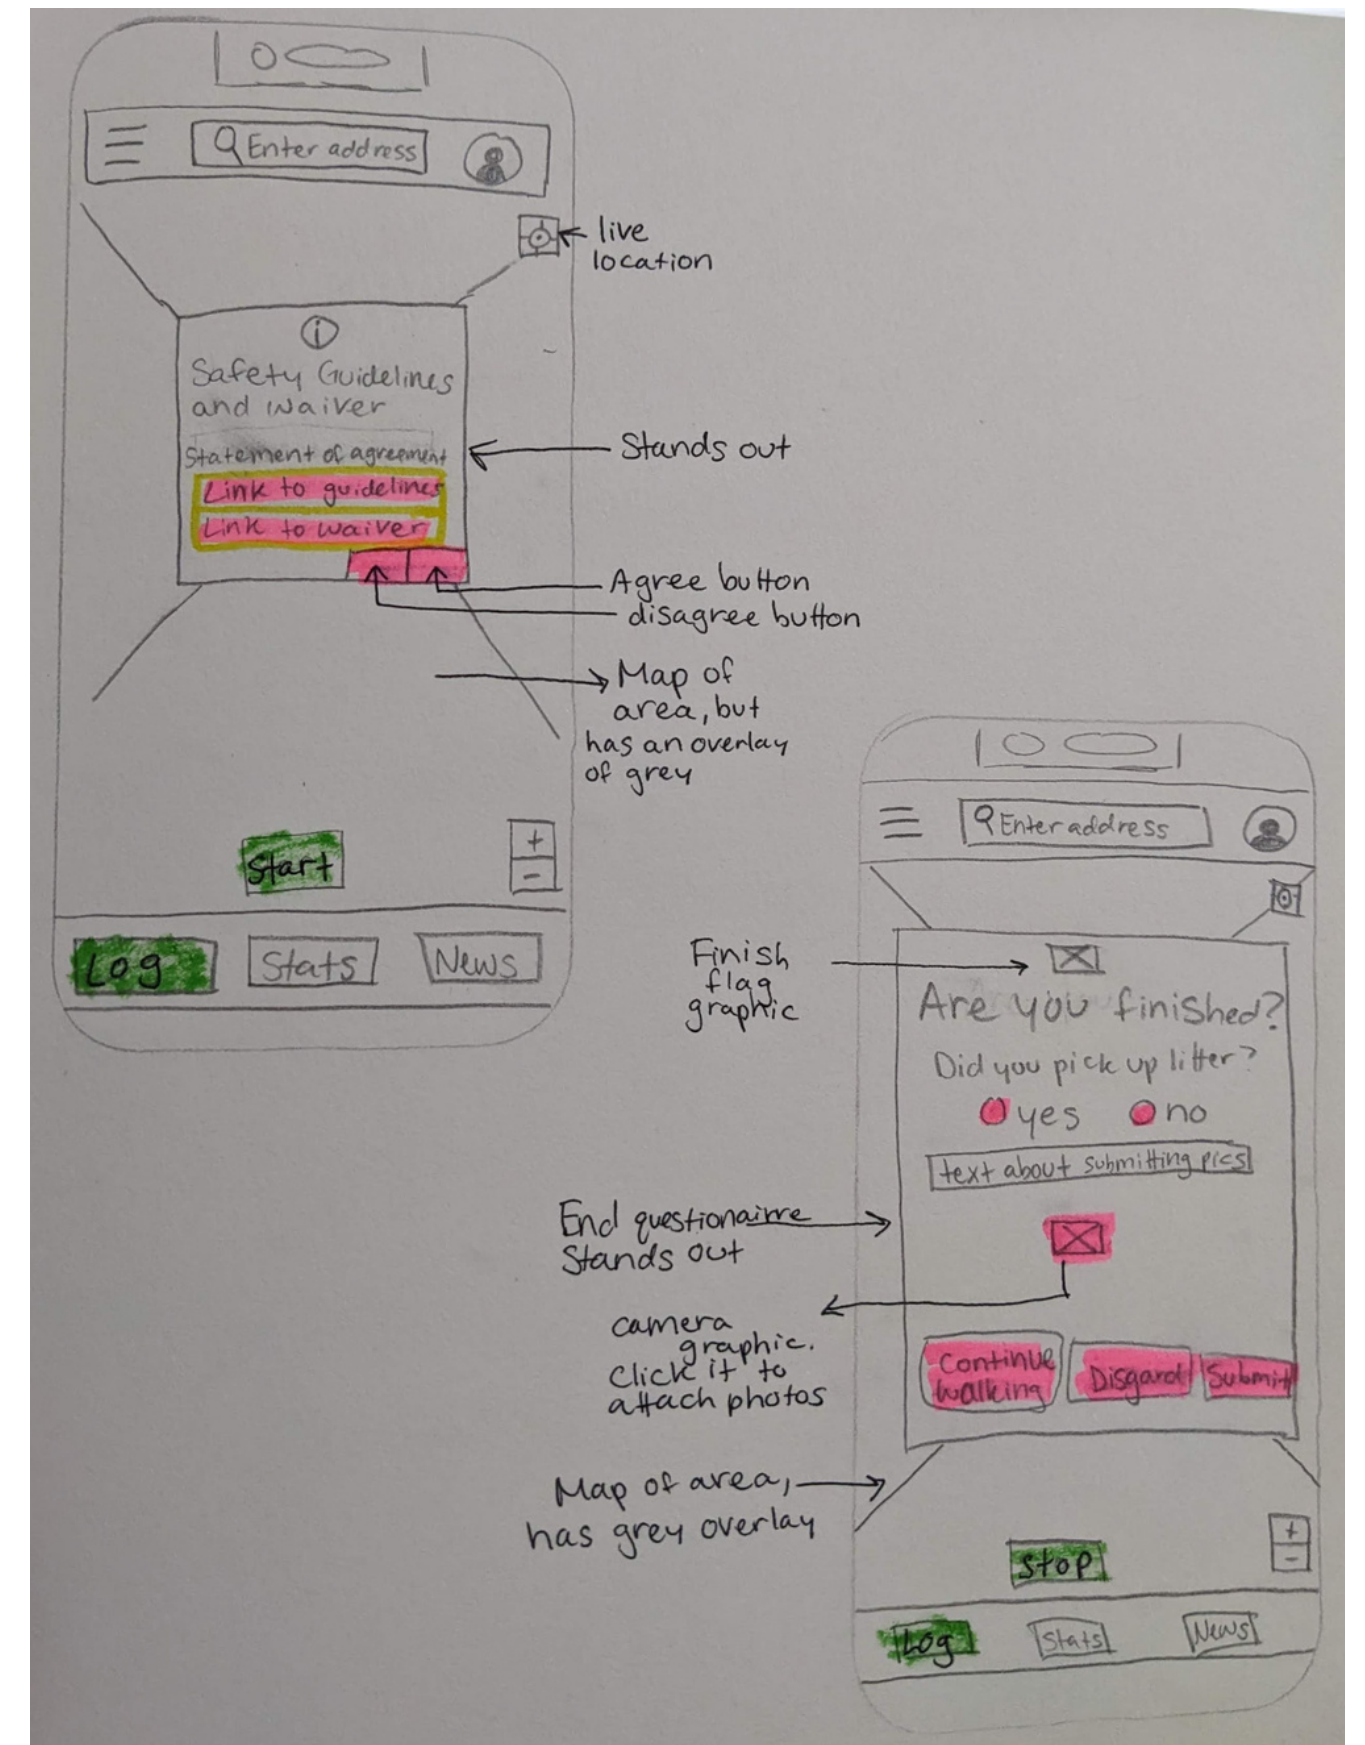 Enter address
live
location
i
Safety Guidelines
and Waiver
Statement of agreement
Link to guidelines
Link to waiver
Stands out
Agree button
disagree button
Map of
area, but
has an overlay
of grey
Start
+
-
Log
Stats
News
Enter address
Finish
flag
graphic
Are you finished?
Did you pick up litter?
yes
no
text about submitting pics
End questionairre
Stands out
camera
graphic.
Click it to
attach photos
Continue
walking
Disgard
Submit
Map of area,
has grey overlay
Stop
+
-
Log
Stats
News